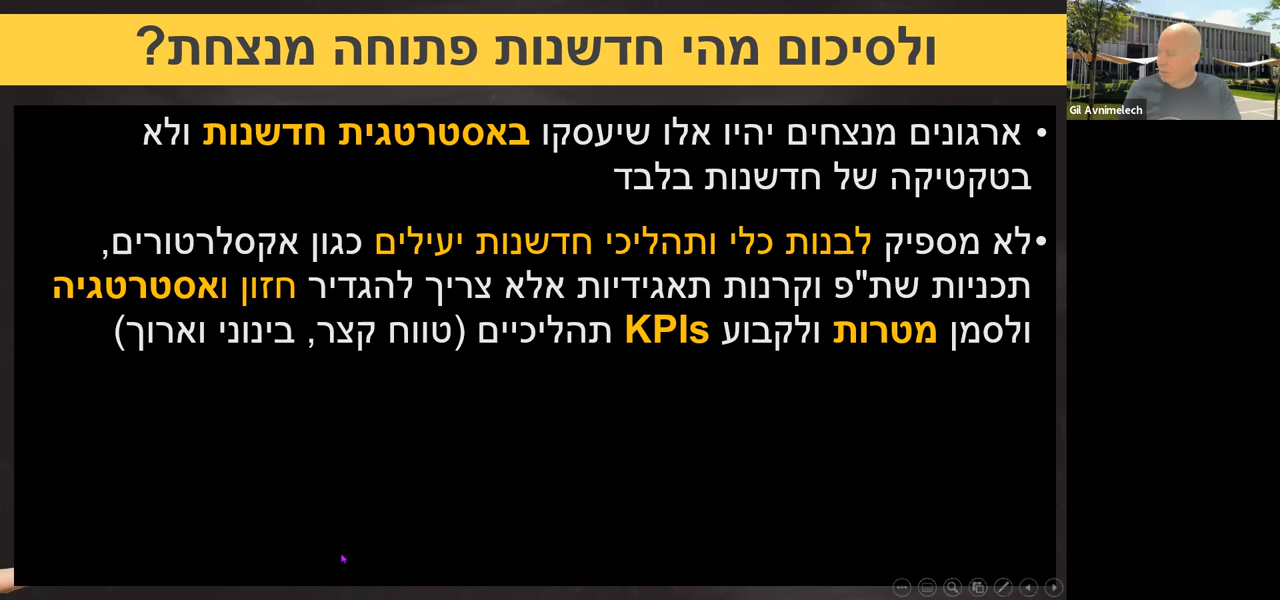 ולסיכום מהי חדשנות פתוחה מנצחת?
• ארגונים מנצחים יהיו אלו שיעסקו באסטרטגית חדשנות ולא
בטקטיקה של חדשנות בלבד
•לא מספיק לבנות כלי ותהליכי חדשנות יעילים כגון אקסלרטורים,
תכניות שת"פ וקרנות תאגידיות אלא צריך להגדיר חזון ואסטרטגיה
ולסמן מטרות ולקבוע KPIs תהליכיים (טווח קצר, בינוני וארוך)
Gil Avnimelech